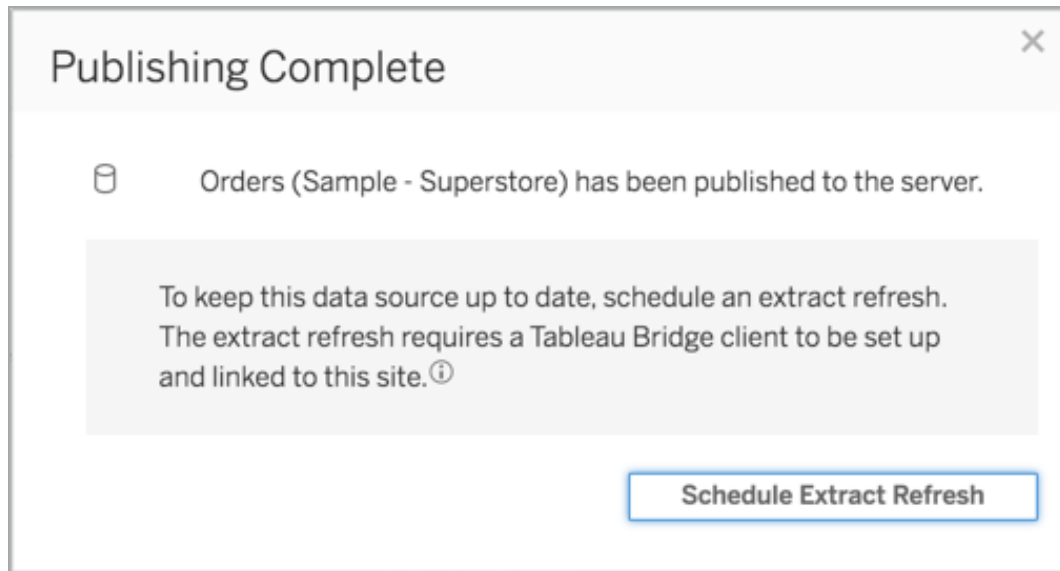 Publishing Complete
Orders (Sample - Superstore) has been published to the server.
To keep this data source up to date, schedule an extract refresh.
The extract refresh requires a Tableau Bridge client to be set up
and linked to this site.
Schedule Extract Refresh